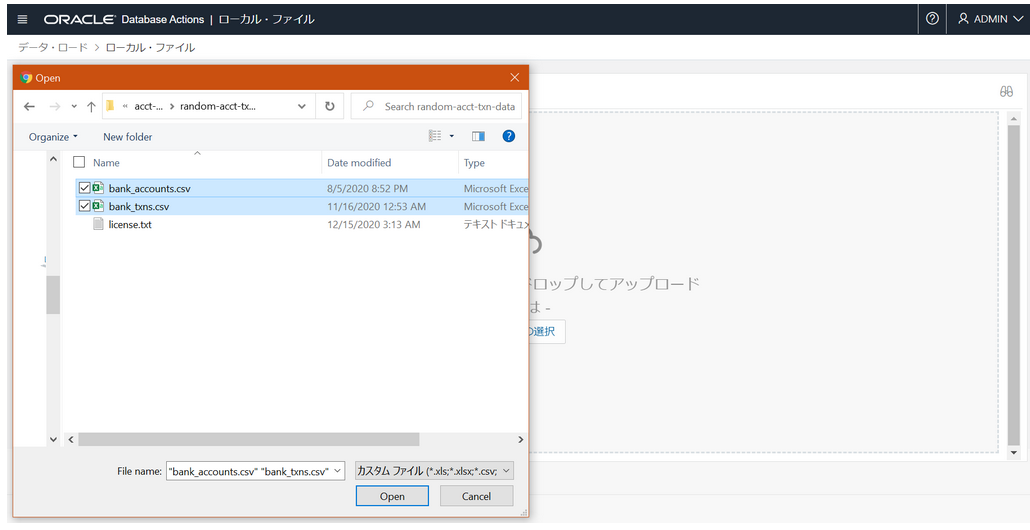 ORACLE Database Actions | ローカル・ファイル
ADMIN
データ・ロード > ローカル・ファイル
Open
« acct-... > random-acct-tx...
Search random-acct-txn-data
Organize
New folder
Name
Date modified
Type
bank_accounts.csv
8/5/2020 8:52 PM
Microsoft Exce
bank_txns.csv
11/16/2020 12:53 AM
Microsoft Exce
license.txt
12/15/2020 3:13 AM
テキスト ドキュメ
ロップしてアップロード
は -
の選択
File name:
"bank_accounts.csv" "bank_txns.csv"
カスタム ファイル (*.xls;*.xlsx;*.csv;
Open
Cancel